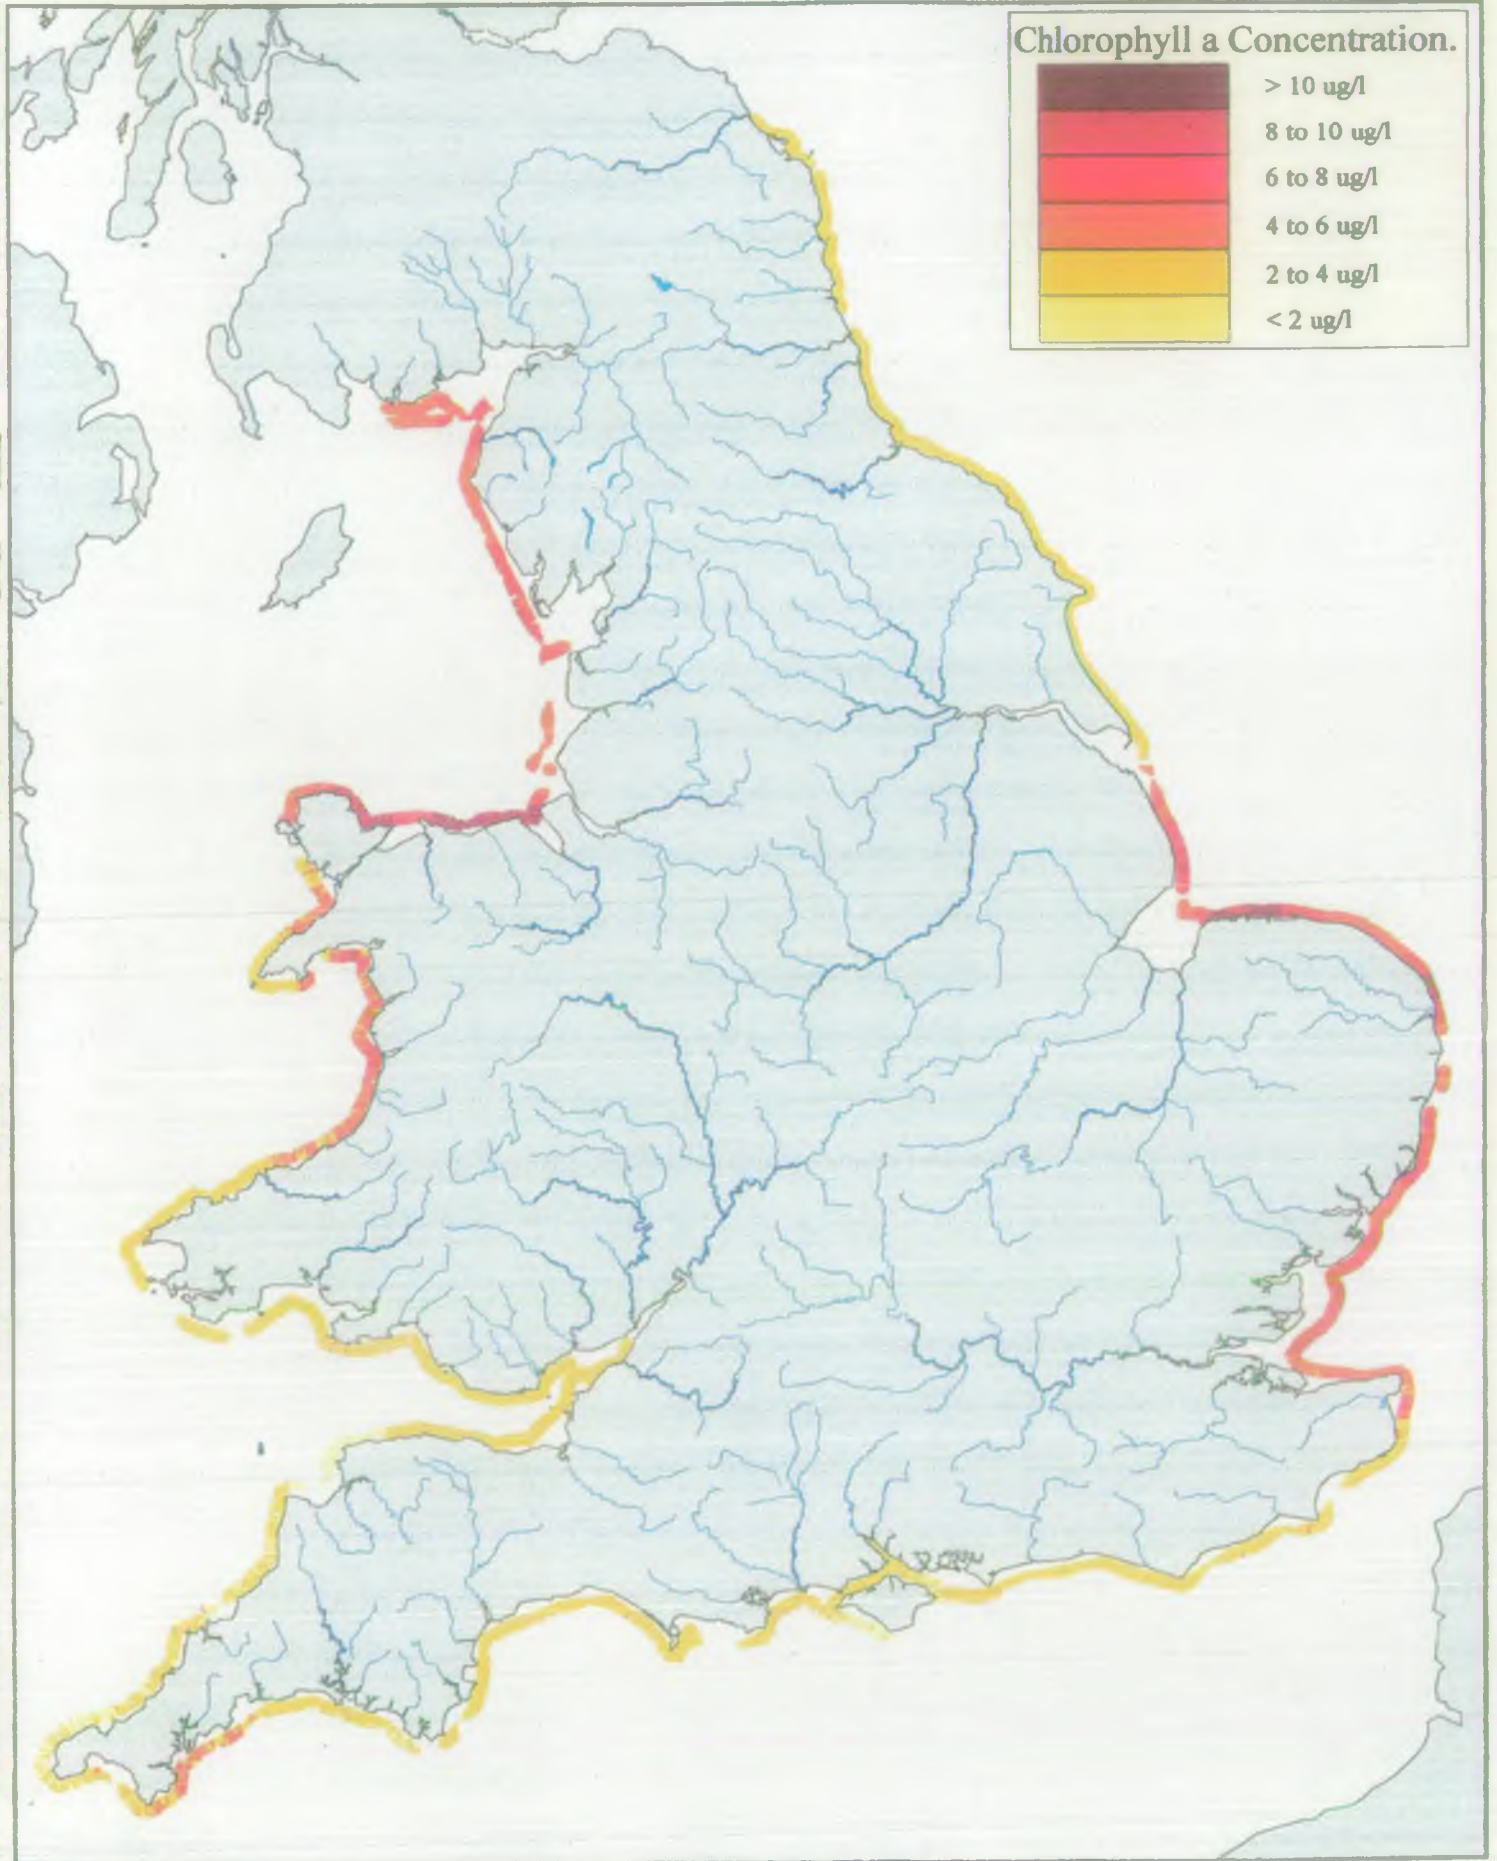 Chlorophyll a Concentration.
> 10 ug/l
8 to 10 ug/l
6 to 8 ug/l
4 to 6 ug/l
2 to 4 ug/l
< 2 ug/l